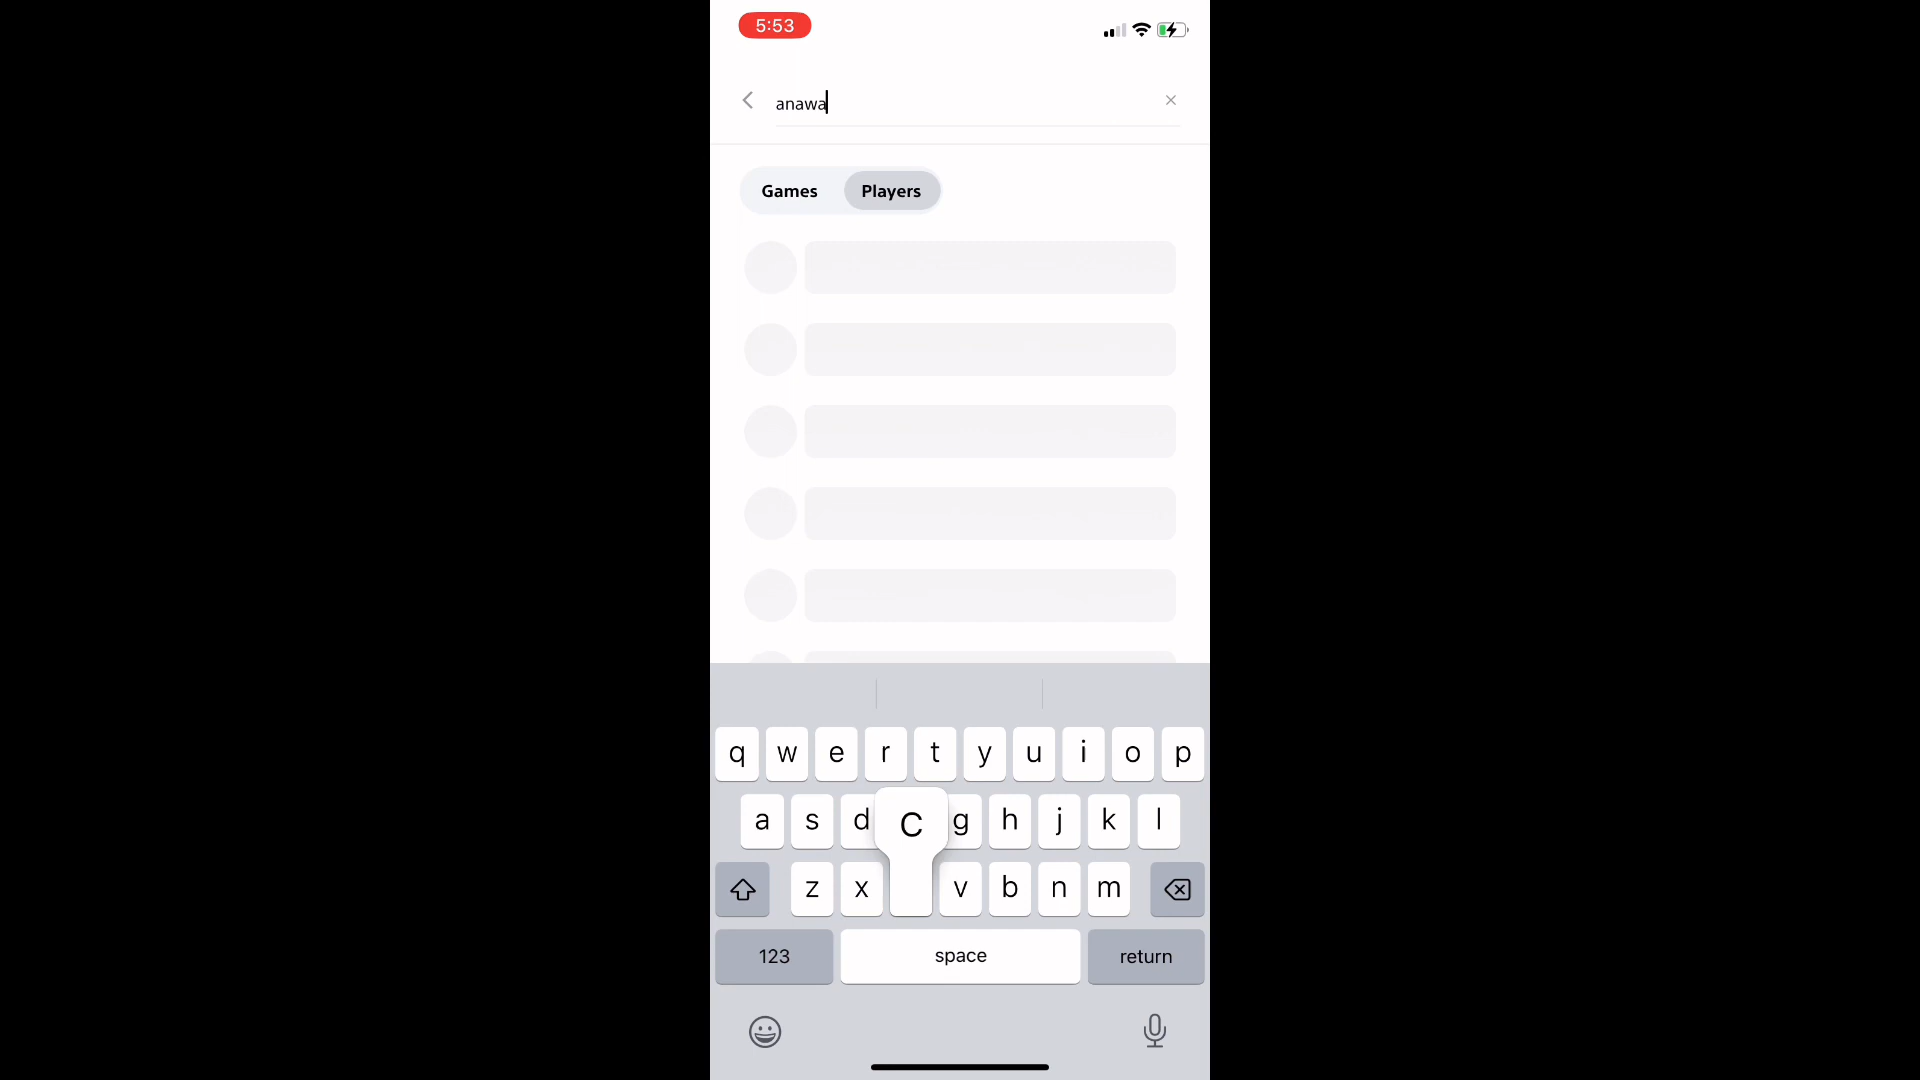 5:53
anawa
Games Players
q w e r t y u i o p
a s d C g h j k l
z x v b n m
123 space return